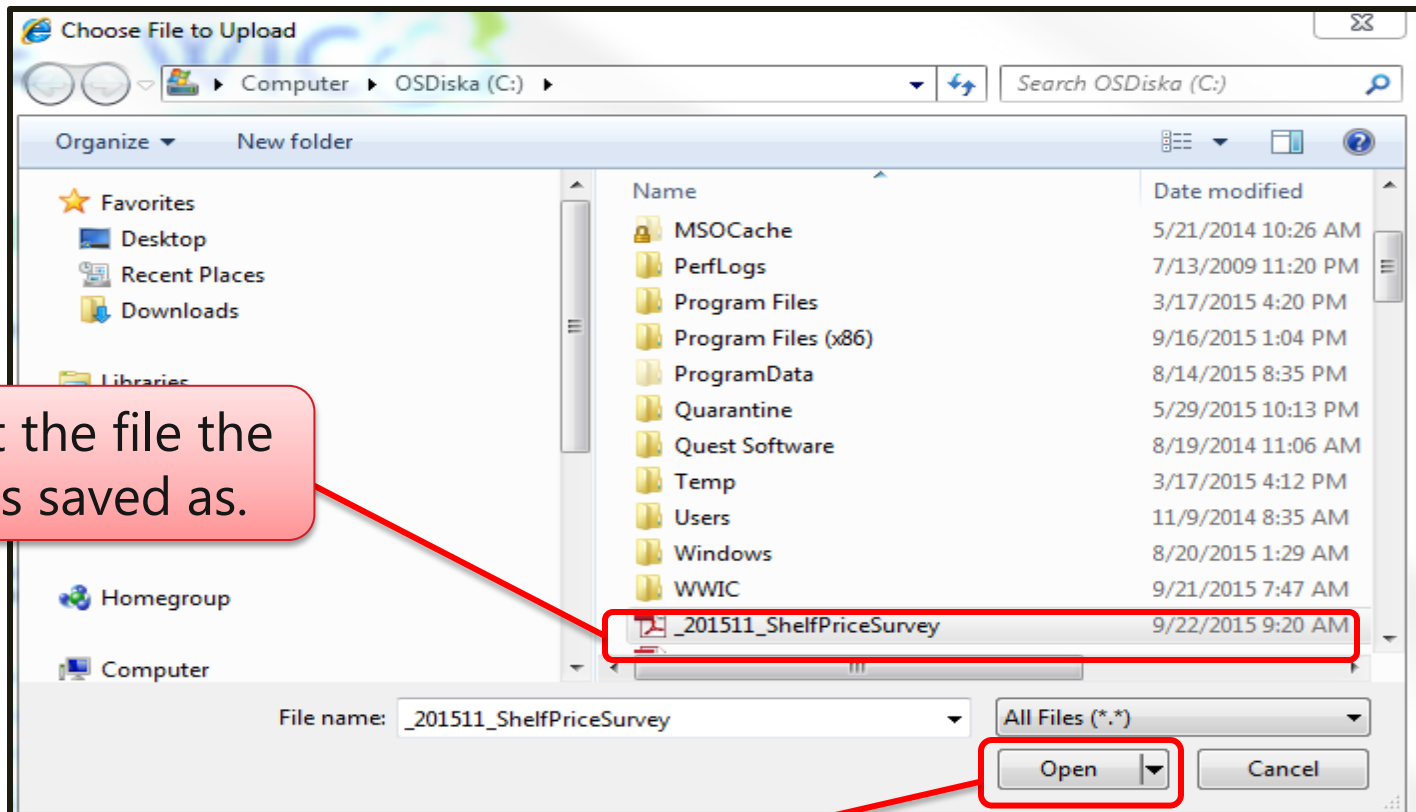 Choose File to Upload
Computer OSDiska (C:)
Search OSDiska (C:)
Organize New folder
Name Date modified
Favorites
Desktop
Recent Places
Downloads
Libraries
Homegroup
Computer
MSOCache 5/21/2014 10:26 AM
PerfLogs 7/13/2009 11:20 PM
Program Files 3/17/2015 4:20 PM
Program Files (x86) 9/16/2015 1:04 PM
ProgramData 8/14/2015 8:35 PM
Quarantine 5/29/2015 10:13 PM
Quest Software 8/19/2014 11:06 AM
Temp 3/17/2015 4:12 PM
Users 11/9/2014 8:35 AM
Windows 8/20/2015 1:29 AM
WWIC 9/21/2015 7:47 AM
_201511_ShelfPriceSurvey 9/22/2015 9:20 AM
t the file the
s saved as.
File name: _201511_ShelfPriceSurvey All Files (*.*)
Open Cancel